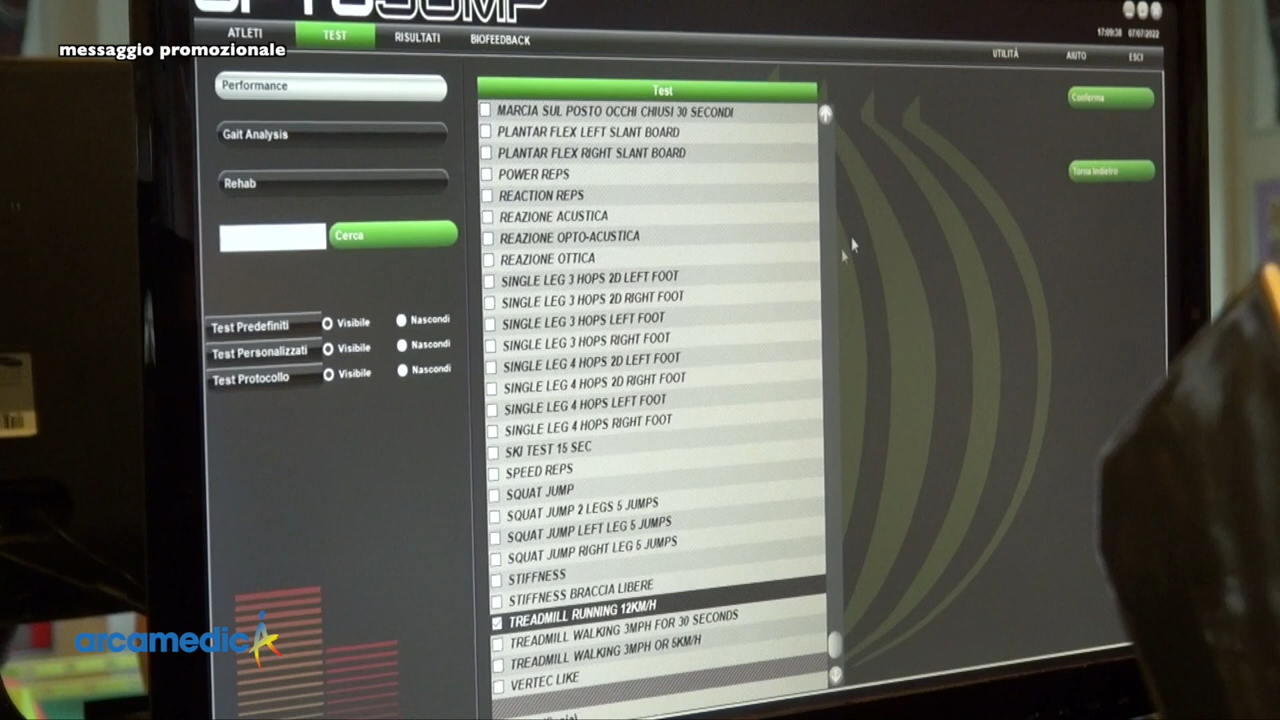 OPTOJUMP
messaggio promozionale
ATLETI TEST RISULTATI BIOFEEDBACK
17:09:38 07/07/2022
UTILITÀ AIUTO ESCI
Performance
Gait Analysis
Rehab
Cerca
Test Predefiniti Visibile Nascondi
Test Personalizzati Visibile Nascondi
Test Protocollo Visibile Nascondi
Test
MARCIA SUL POSTO OCCHI CHIUSI 30 SECONDI
PLANTAR FLEX LEFT SLANT BOARD
PLANTAR FLEX RIGHT SLANT BOARD
POWER REPS
REACTION REPS
REAZIONE ACUSTICA
REAZIONE OPTO-ACUSTICA
REAZIONE OTTICA
SINGLE LEG 3 HOPS 2D LEFT FOOT
SINGLE LEG 3 HOPS 2D RIGHT FOOT
SINGLE LEG 3 HOPS LEFT FOOT
SINGLE LEG 3 HOPS RIGHT FOOT
SINGLE LEG 4 HOPS 2D LEFT FOOT
SINGLE LEG 4 HOPS 2D RIGHT FOOT
SINGLE LEG 4 HOPS LEFT FOOT
SINGLE LEG 4 HOPS RIGHT FOOT
SKI TEST 15 SEC
SPEED REPS
SQUAT JUMP
SQUAT JUMP 2 LEGS 5 JUMPS
SQUAT JUMP LEFT LEG 5 JUMPS
SQUAT JUMP RIGHT LEG 5 JUMPS
STIFFNESS
STIFFNESS BRACCIA LIBERE
TREADMILL RUNNING 12KM/H
TREADMILL WALKING 3MPH FOR 30 SECONDS
TREADMILL WALKING 3MPH OR 5KM/H
VERTEC LIKE
Conferma
Torna Indietro
arcamedica